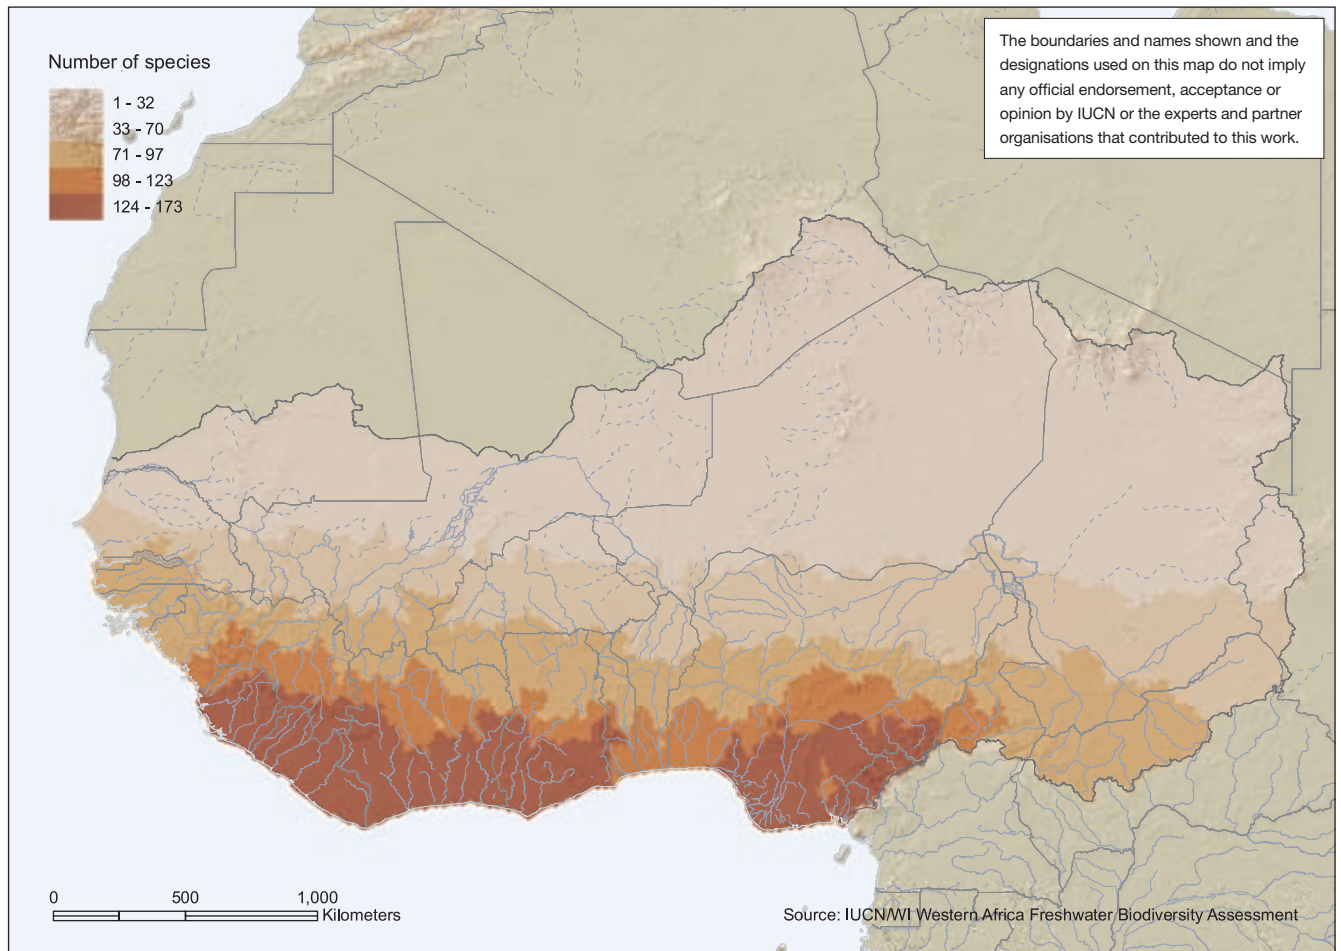 Number of species
1 - 32
33 - 70
71 - 97
98 - 123
124 - 173
The boundaries and names shown and the
designations used on this map do not imply
any official endorsement, acceptance or
opinion by IUCN or the experts and partner
organisations that contributed to this work.
0 500 1,000
Kilometers
Source: IUCN/WI Western Africa Freshwater Biodiversity Assessment